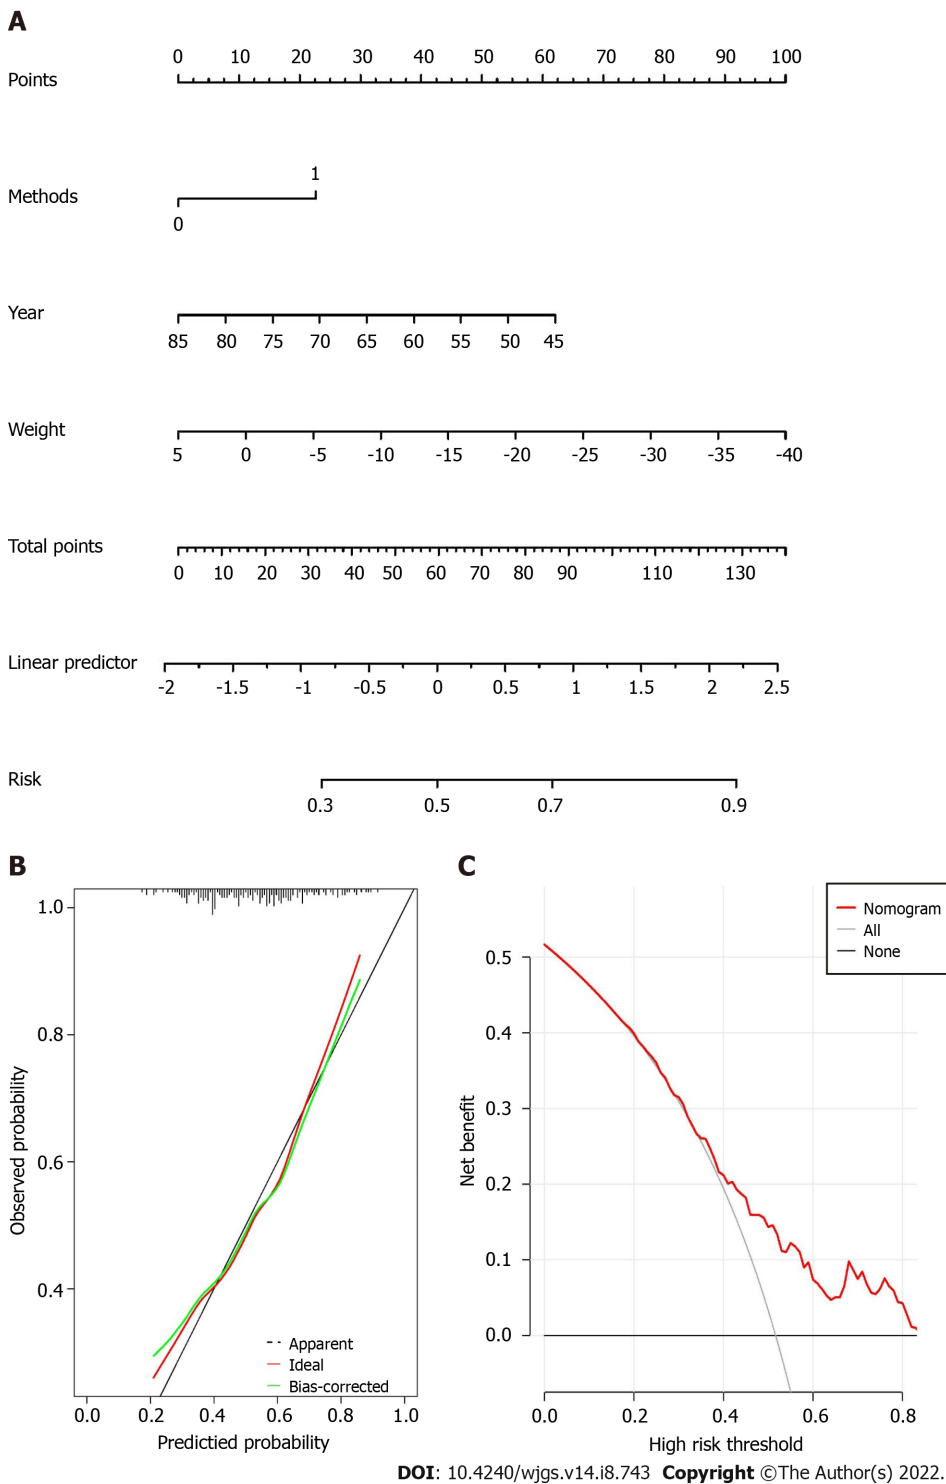 A
0 10 20 30 40 50 60 70 80 90 100
Points
1
Methods
0
Year
85 80 75 70 65 60 55 50 45
Weight
5 0 -5 -10 -15 -20 -25 -30 -35 -40
Total points
0 10 20 30 40 50 60 70 80 90 110 130
Linear predictor
-2 -1.5 -1 -0.5 0 0.5 1 1.5 2 2.5
Risk
0.3 0.5 0.7 0.9
B
1.0
0.8
0.6
0.4
Observed probability
Apparent
Ideal
Bias-corrected
0.0 0.2 0.4 0.6 0.8 1.0
Predictied probability
C
Nomogram
All
None
0.5
0.4
0.3
0.2
0.1
0.0
Net benefit
0.0 0.2 0.4 0.6 0.8
High risk threshold
DOI: 10.4240/wjgs.v14.i8.743 Copyright ©The Author(s) 2022.